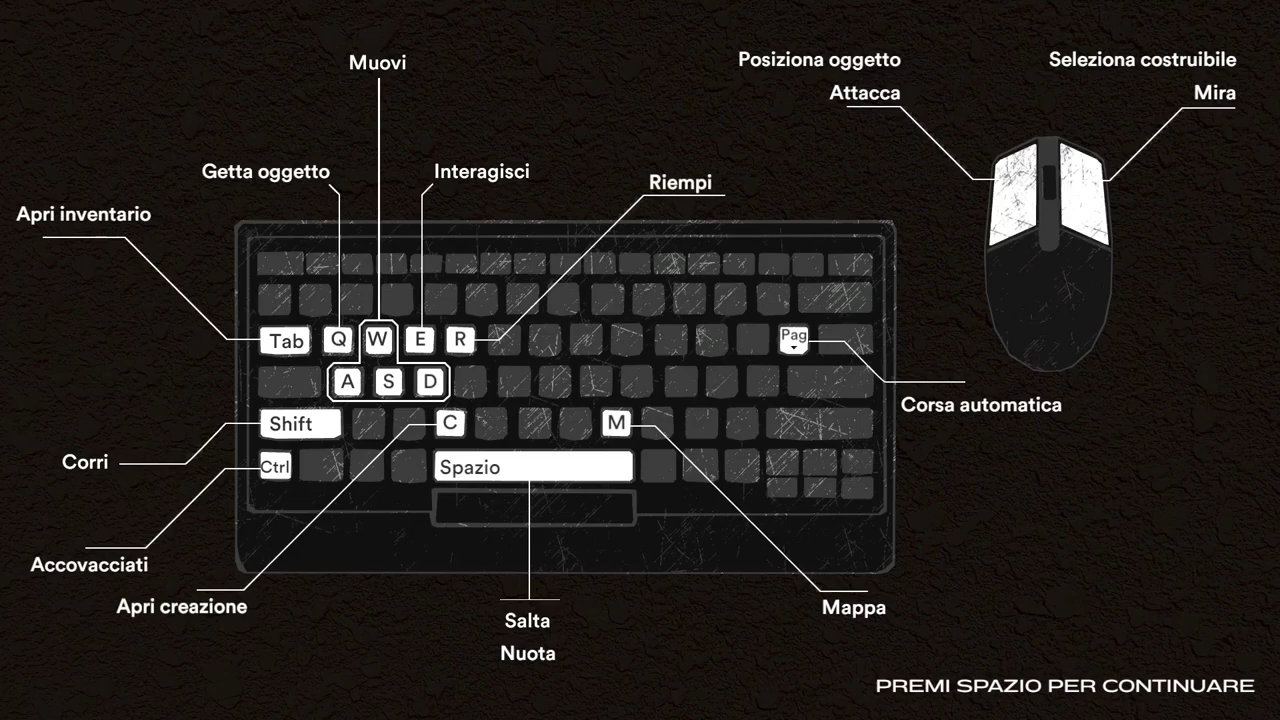 Muovi
Posiziona oggetto
Attacca
Seleziona costruibile
Mira
Getta oggetto
Interagisci
Riempi
Apri inventario
Tab
Q
W
E
R
Pag
A
S
D
Corsa automatica
Shift
C
M
Corri
Ctrl
Spazio
Accovacciati
Apri creazione
Salta
Nuota
Mappa
PREMI SPAZIO PER CONTINUARE